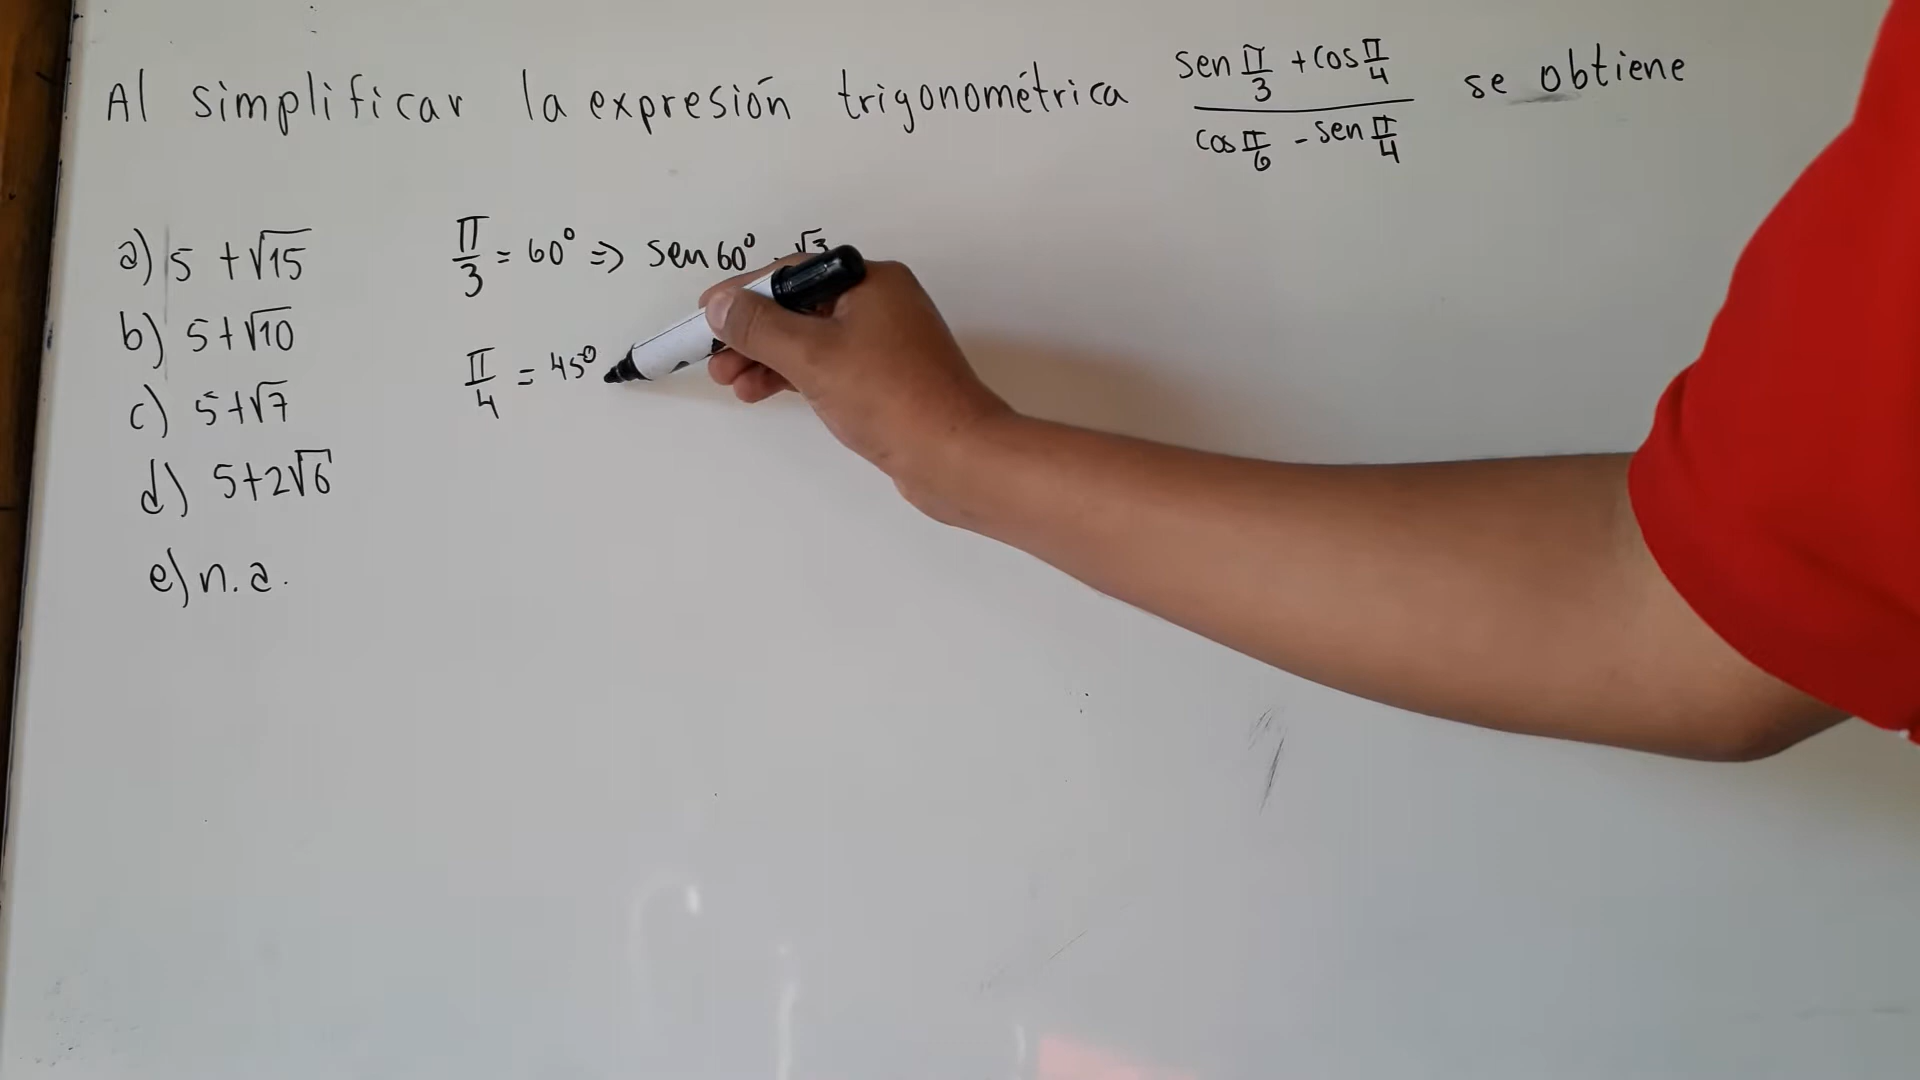 Al simplificar la expresión trigonométrica (sen π/3 + cos π/4)/(cos π/6 - sen π/4) se obtiene
a) 5 + √15
b) 5+√10
c) 5+√7
d) 5+2√6
e) n.a.
π/3 = 60° => sen 60° √3
π/4 = 45°